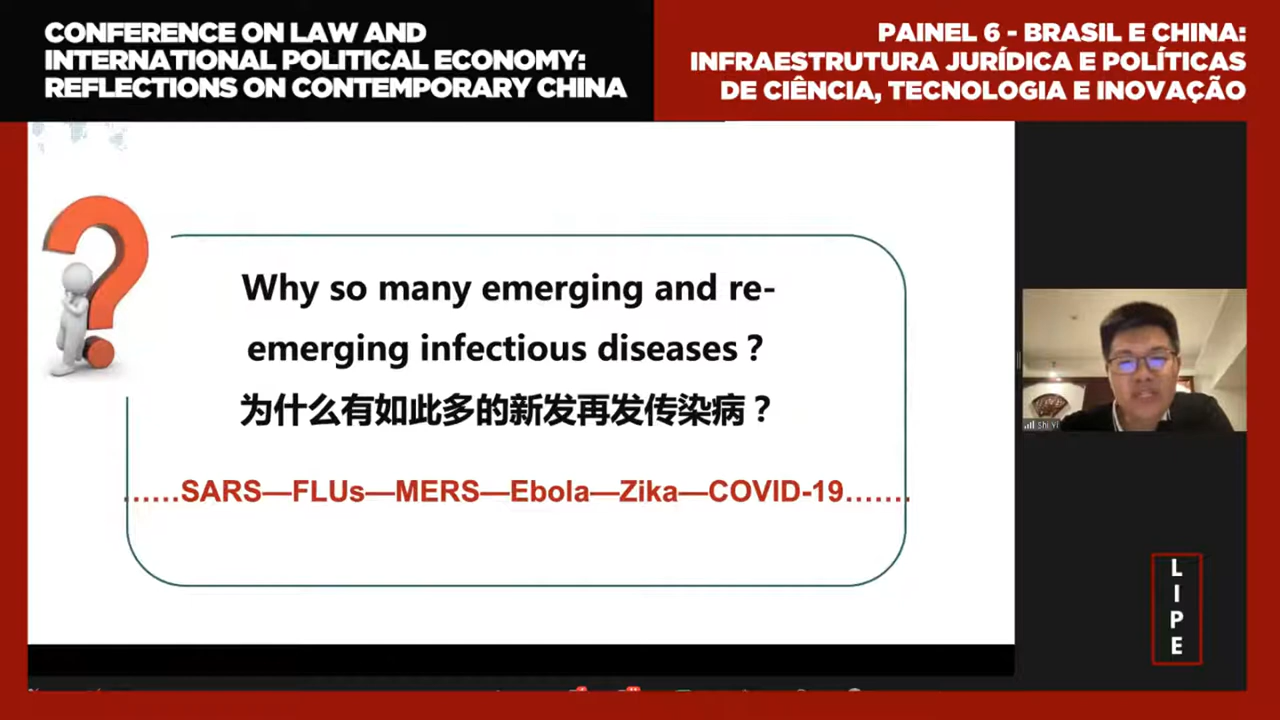 CONFERENCE ON LAW AND
INTERNATIONAL POLITICAL ECONOMY:
REFLECTIONS ON CONTEMPORARY CHINA
PAINEL 6 - BRASIL E CHINA:
INFRAESTRUTURA JURÍDICA E POLÍTICAS
DE CIÊNCIA, TECNOLOGIA E INOVAÇÃO
Why so many emerging and re-
emerging infectious diseases ?
为什么有如此多的新发再发传染病？
......SARS—FLUs—MERS—Ebola—Zika—COVID-19.......
Shi Yi
L
I
P
E